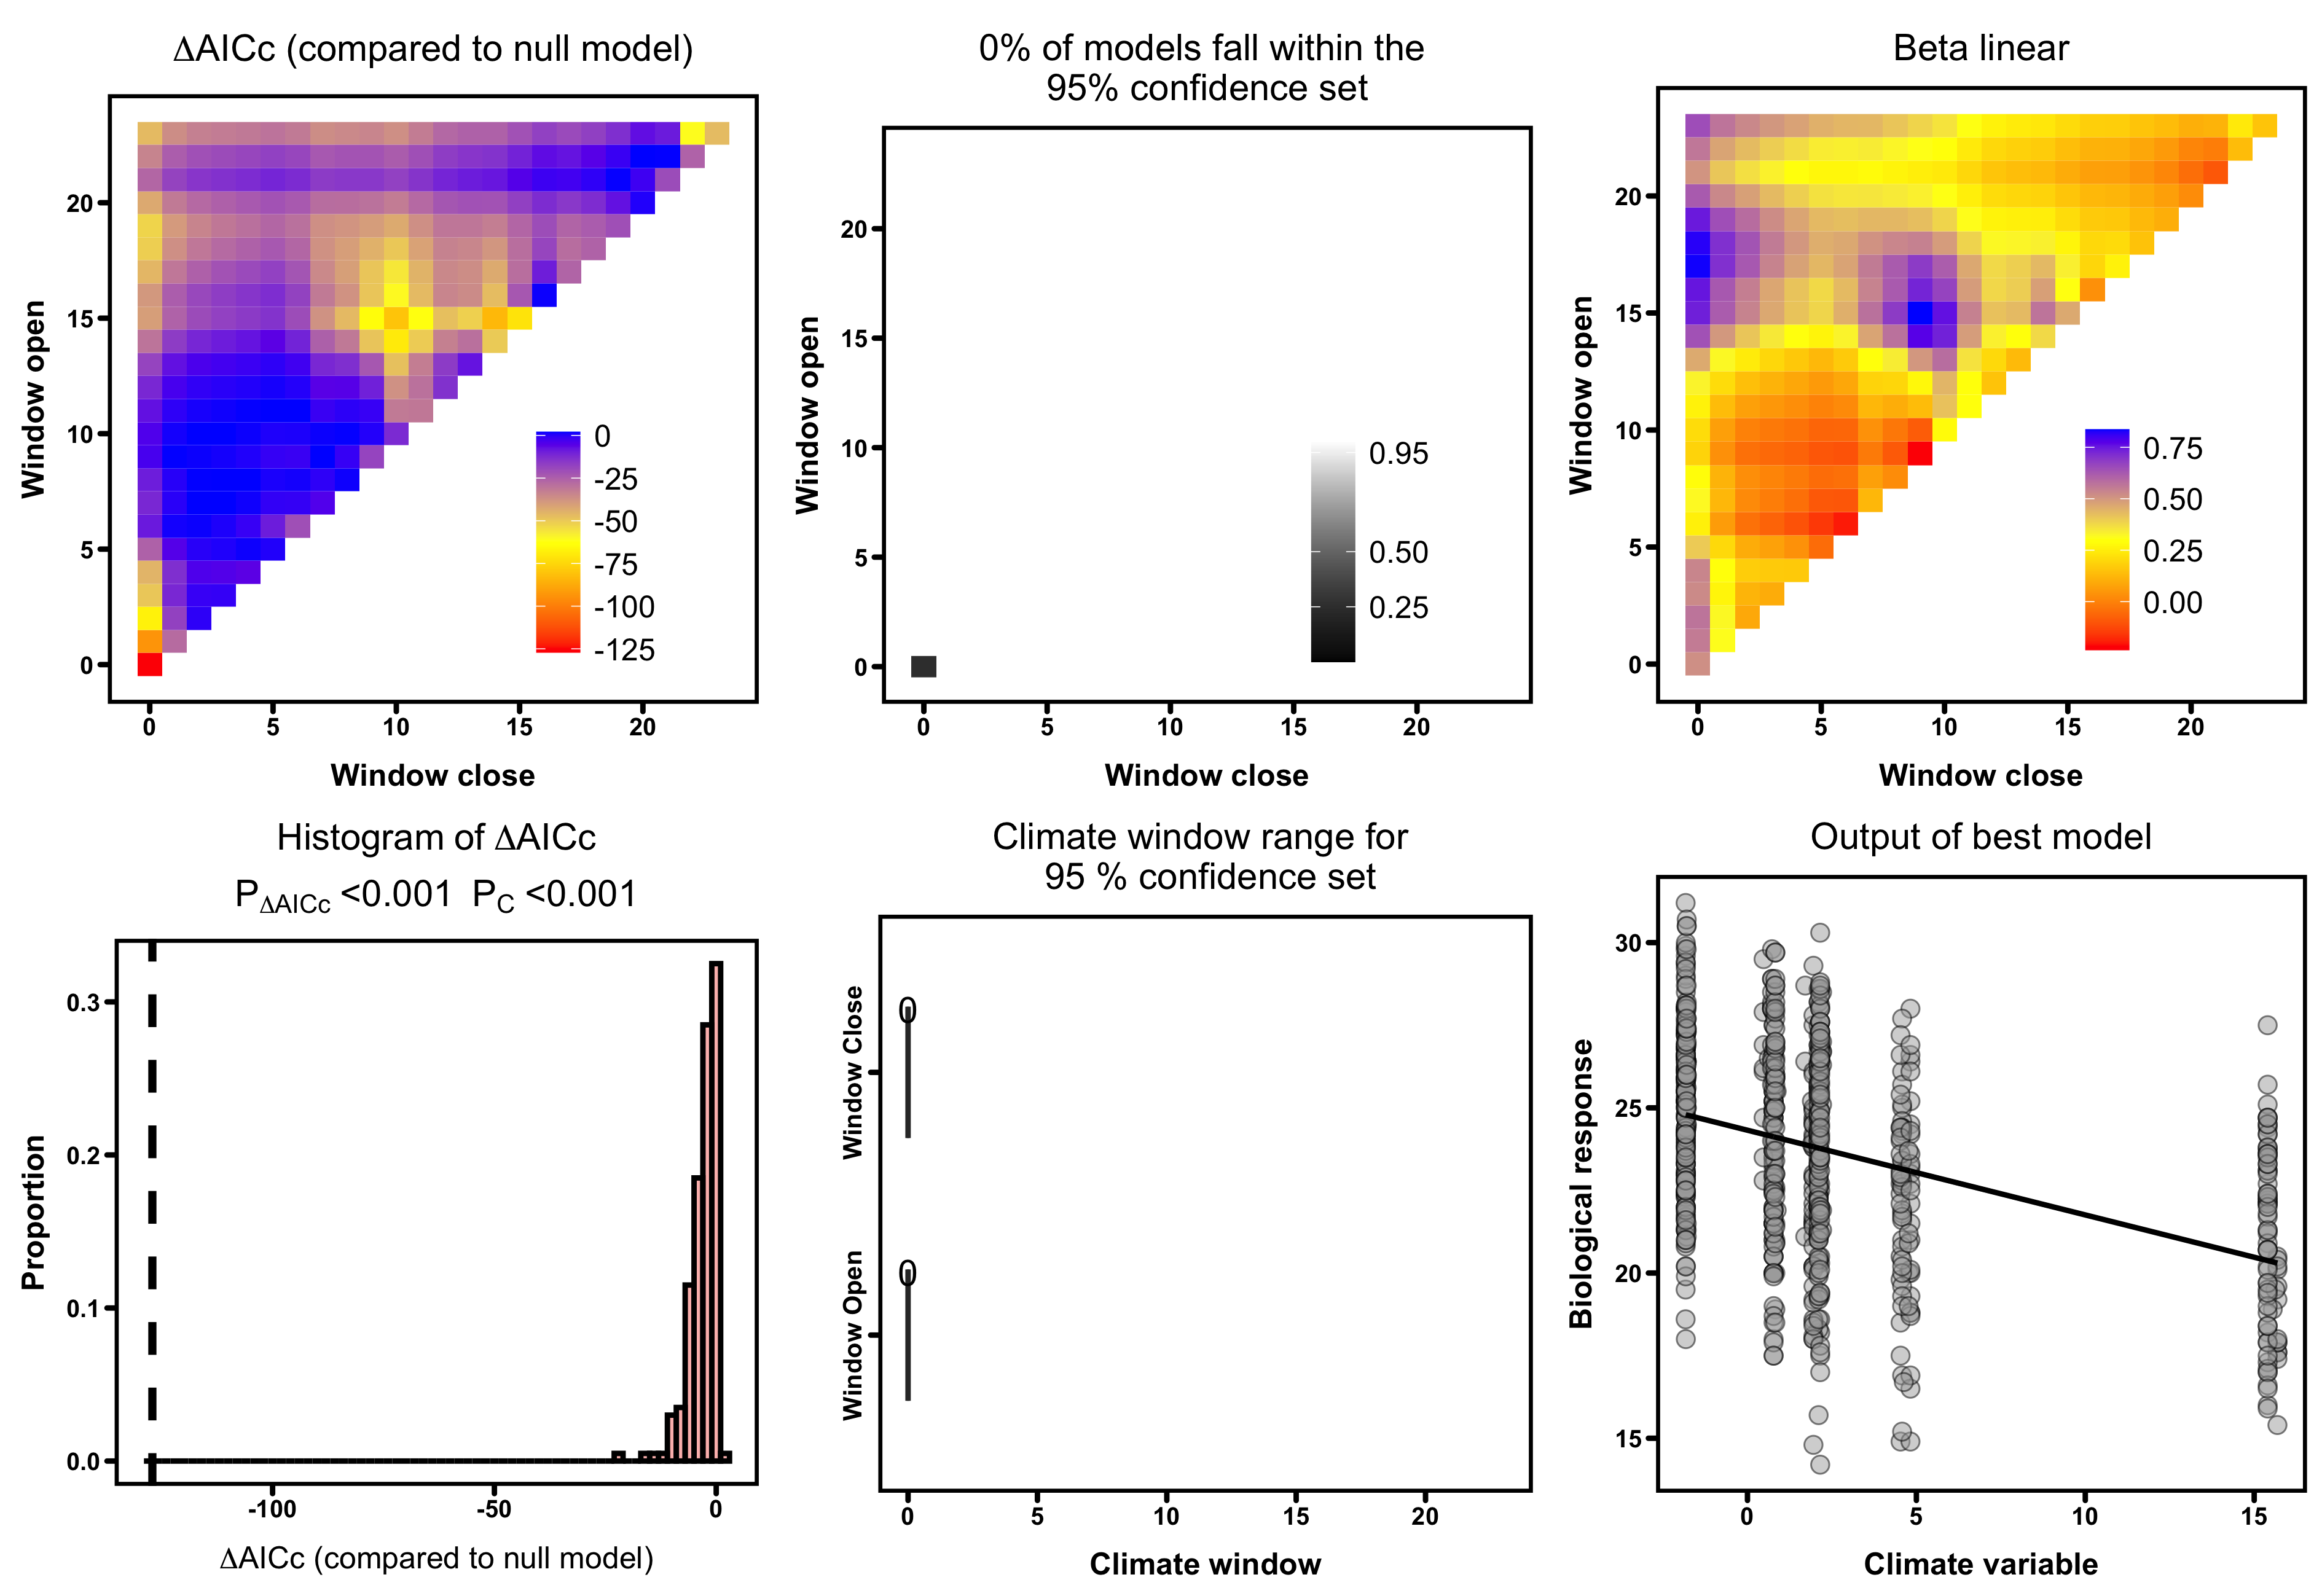 ΔAICc (compared to null model)
Window open
20
15
10
5
0
0
-25
-50
-75
-100
-125
0 5 10 15 20
Window close
0% of models fall within the
95% confidence set
Window open
20
15
10
5
0
0.95
0.50
0.25
0 5 10 15 20
Window close
Beta linear
Window open
20
15
10
5
0
0.75
0.50
0.25
0.00
0 5 10 15 20
Window close
Histogram of ΔAICc
PΔAICc <0.001 PC <0.001
Proportion
0.3
0.2
0.1
0.0
-100 -50 0
ΔAICc (compared to null model)
Climate window range for
95 % confidence set
Window Close
0
Window Open
0
0 5 10 15 20
Climate window
Output of best model
Biological response
30
25
20
15
0 5 10 15
Climate variable